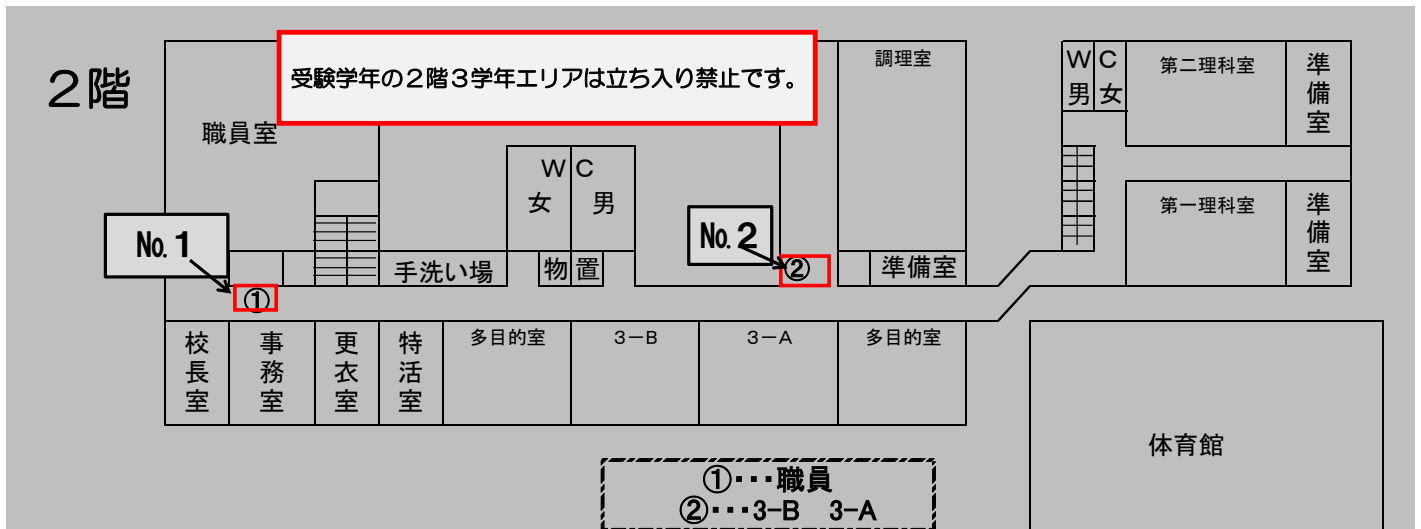 2階
受験学年の2階3学年エリアは立ち入り禁止です。
職員室
調理室
WC
男女
第二理科室
準備室
WC
女 男
№1
№2
手洗い場
物置
②
準備室
第一理科室
準備室
①
校長室
事務室
更衣室
特活室
多目的室
3-B
3-A
多目的室
体育館
①・・・職員
②・・・3-B 3-A